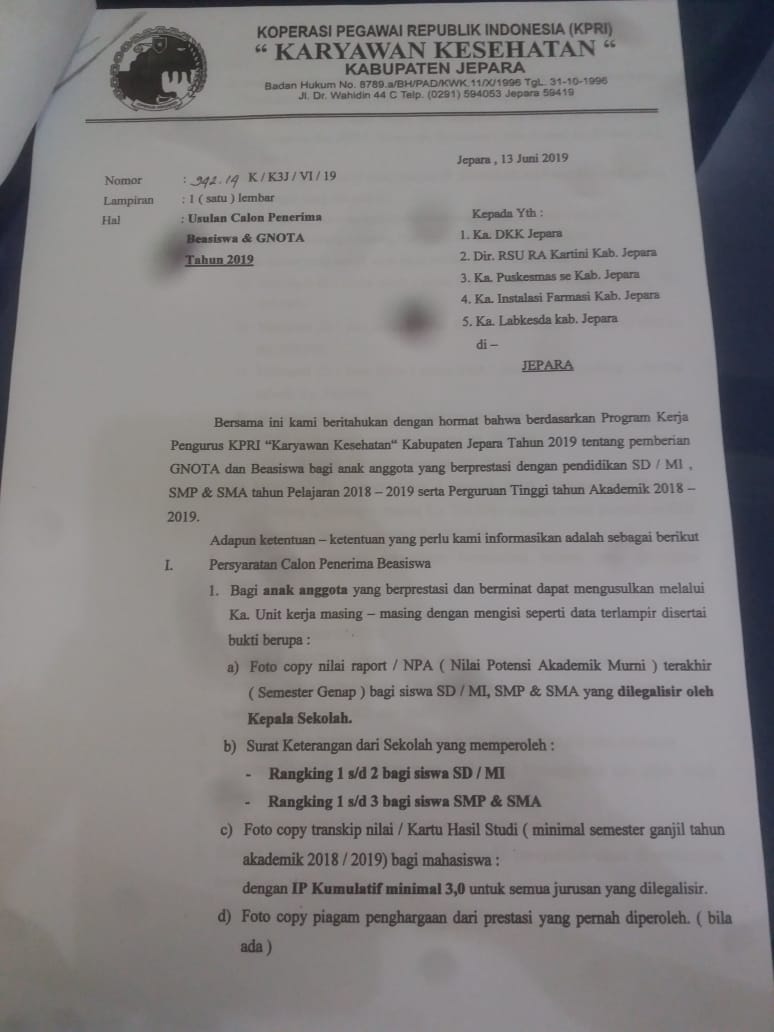 KOPERASI PEGAWAI REPUBLIK INDONESIA (KPRI)
“ KARYAWAN KESEHATAN “
KABUPATEN JEPARA
Badan Hukum No. 8789.a/BH/PAD/KWK.11/X/1996 TgL. 31-10-1996
Jl. Dr. Wahidin 44 C Telp. (0291) 594053 Jepara 59419
Jepara , 13 Juni 2019
Nomor : 392.14 K / K3J / VI / 19
Lampiran : 1 ( satu ) lembar
Hal : Usulan Calon Penerima
Beasiswa & GNOTA
Tahun 2019
Kepada Yth :
1. Ka. DKK Jepara
2. Dir. RSU RA Kartini Kab. Jepara
3. Ka. Puskesmas se Kab. Jepara
4. Ka. Instalasi Farmasi Kab. Jepara
5. Ka. Labkesda kab. Jepara
di –
JEPARA
Bersama ini kami beritahukan dengan hormat bahwa berdasarkan Program Kerja
Pengurus KPRI “Karyawan Kesehatan“ Kabupaten Jepara Tahun 2019 tentang pemberian
GNOTA dan Beasiswa bagi anak anggota yang berprestasi dengan pendidikan SD / MI ,
SMP & SMA tahun Pelajaran 2018 – 2019 serta Perguruan Tinggi tahun Akademik 2018 –
2019.
Adapun ketentuan – ketentuan yang perlu kami informasikan adalah sebagai berikut
I. Persyaratan Calon Penerima Beasiswa
1. Bagi anak anggota yang berprestasi dan berminat dapat mengusulkan melalui
Ka. Unit kerja masing – masing dengan mengisi seperti data terlampir disertai
bukti berupa :
a) Foto copy nilai raport / NPA ( Nilai Potensi Akademik Murni ) terakhir
( Semester Genap ) bagi siswa SD / MI, SMP & SMA yang dilegalisir oleh
Kepala Sekolah.
b) Surat Keterangan dari Sekolah yang memperoleh :
- Rangking 1 s/d 2 bagi siswa SD / MI
- Rangking 1 s/d 3 bagi siswa SMP & SMA
c) Foto copy transkip nilai / Kartu Hasil Studi ( minimal semester ganjil tahun
akademik 2018 / 2019) bagi mahasiswa :
dengan IP Kumulatif minimal 3,0 untuk semua jurusan yang dilegalisir.
d) Foto copy piagam penghargaan dari prestasi yang pernah diperoleh. ( bila
ada )